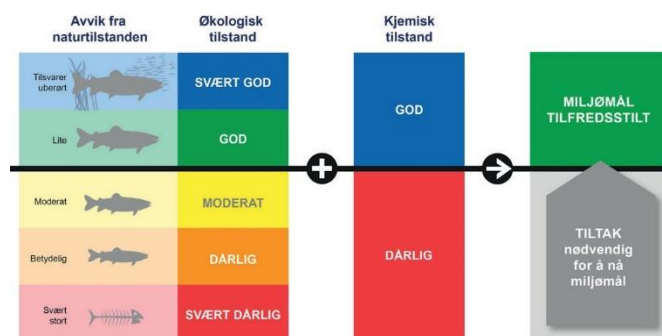 Avvik fra
naturtilstanden
Økologisk
tilstand
Kjemisk
tilstand
Tilsvarer
uberørt
SVÆRT GOD
Lite
GOD
Moderat
MODERAT
Betydelig
DÅRLIG
Svært
stort
SVÆRT DÅRLIG
GOD
DÅRLIG
MILJØMÅL
TILFREDSSTILT
TILTAK
nødvendig
for å nå
miljømål